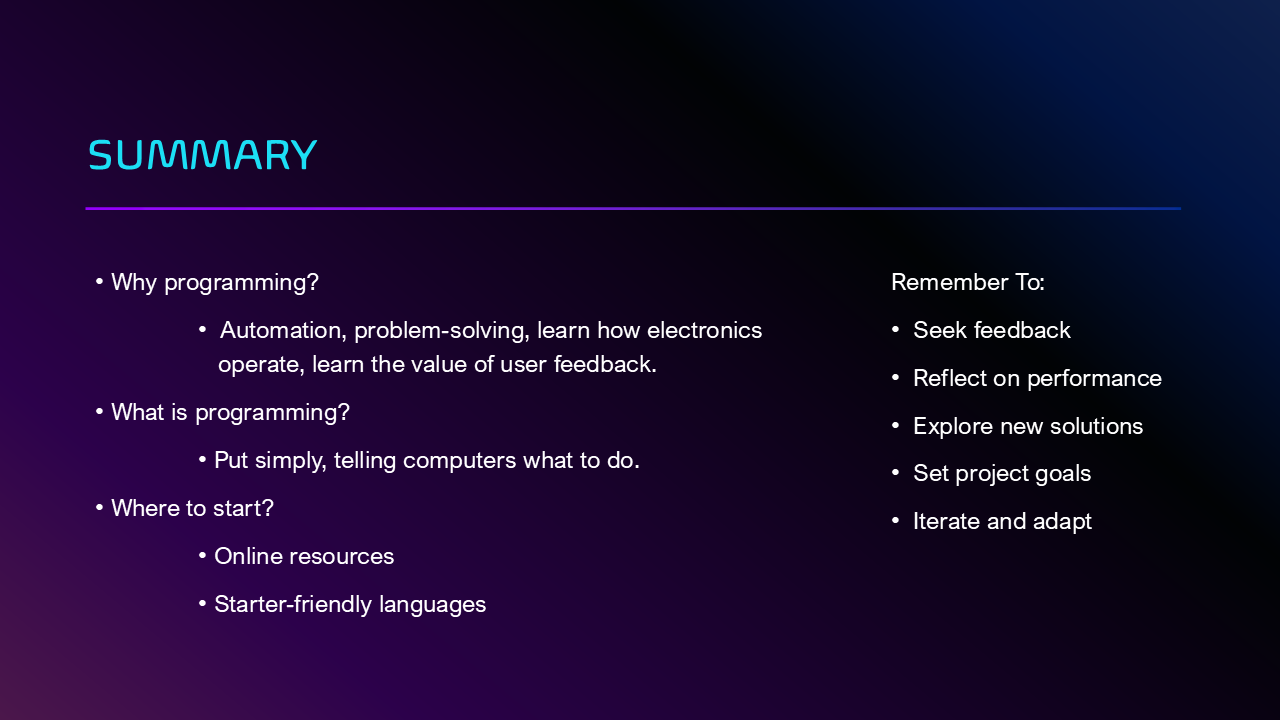 SUMMARY
• Why programming?
• Automation, problem-solving, learn how electronics
operate, learn the value of user feedback.
• What is programming?
• Put simply, telling computers what to do.
• Where to start?
• Online resources
• Starter-friendly languages
Remember To:
• Seek feedback
• Reflect on performance
• Explore new solutions
• Set project goals
• Iterate and adapt